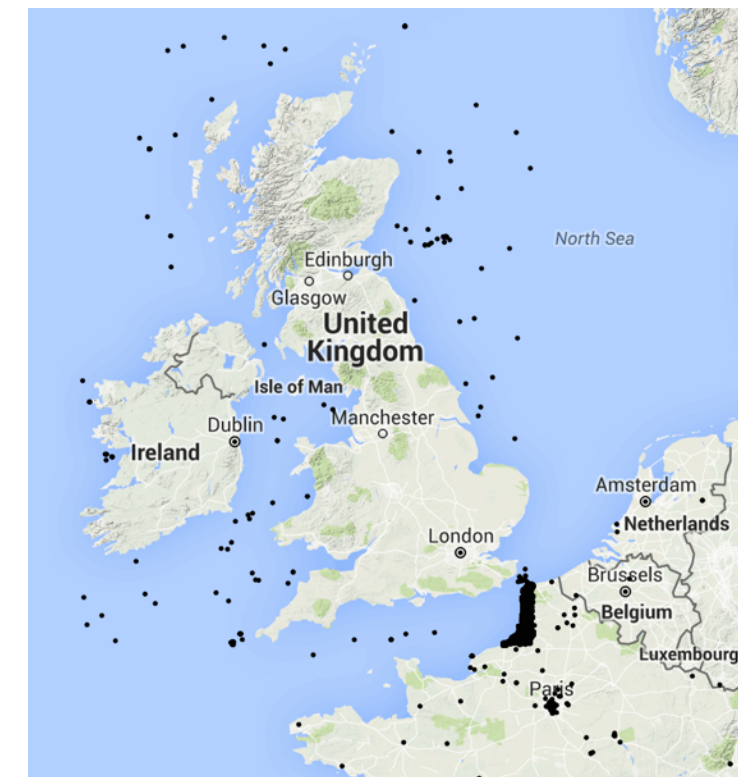 North Sea
Edinburgh
Glasgow
United
Kingdom
Isle of Man
Manchester
Dublin
Ireland
Amsterdam
Netherlands
London
Brussels
Belgium
Luxembourg
Paris